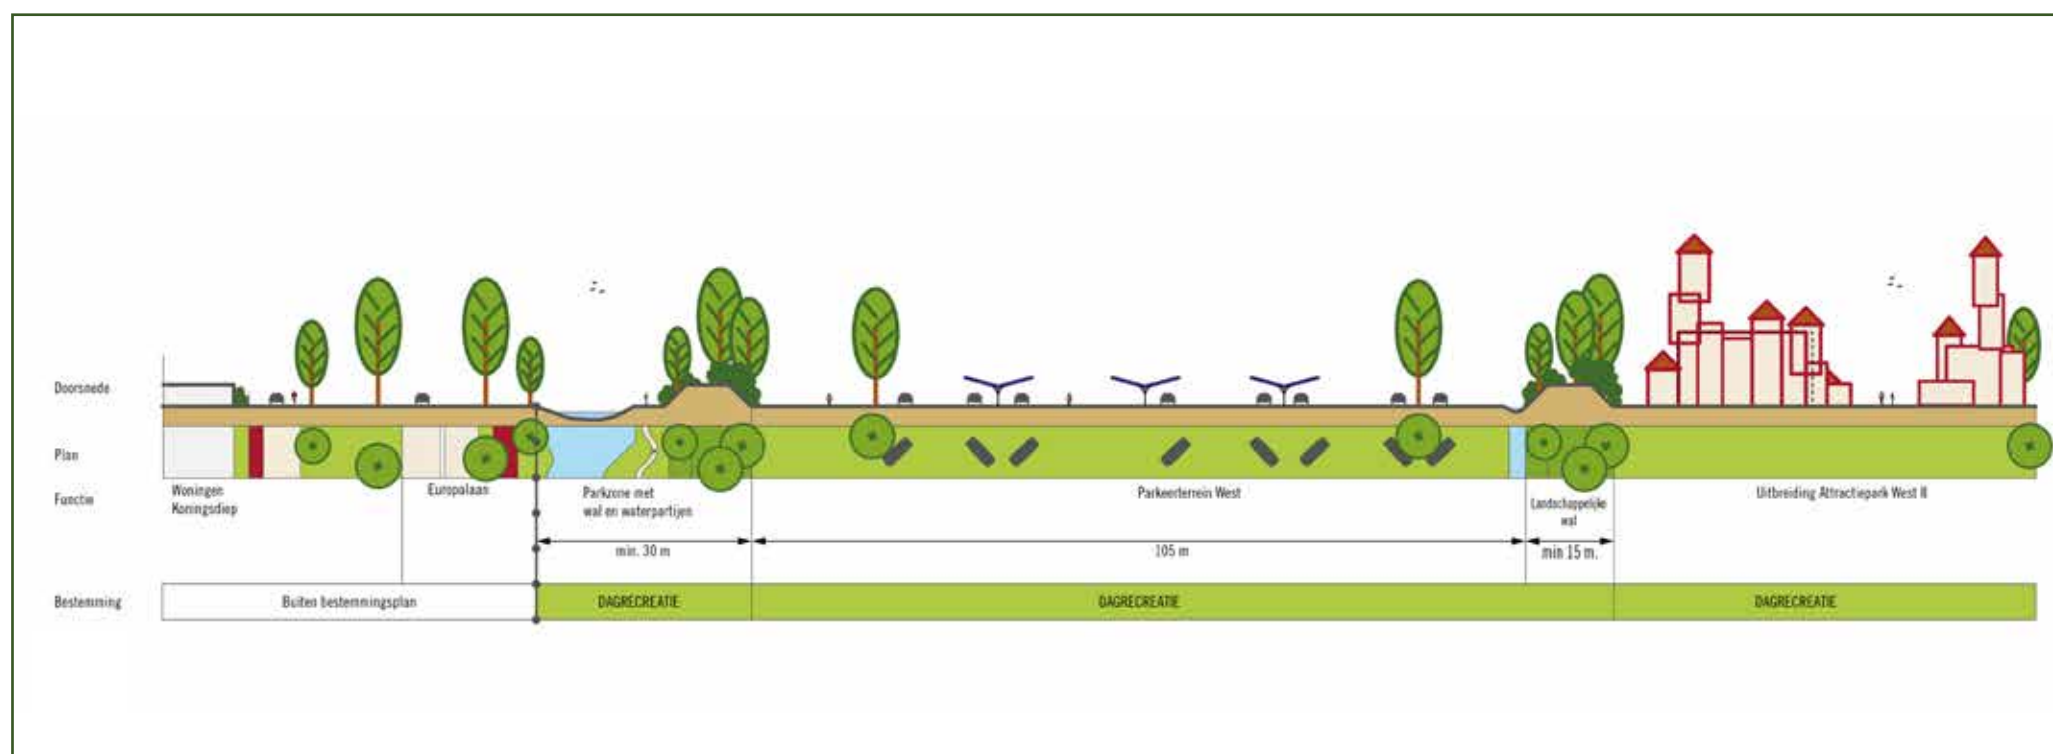 Doorsnede
Plan
Functie
Woningen
Koningsdiep
Europalaan
Parkzone met
wal en waterpartijen
Parkeerterrein West
Landschappelijke
wal
Uitbreiding Attractiepark West II
min. 30 m
105 m
min 15 m.
Bestemming
Buiten bestemmingsplan
DAGRECREATIE
DAGRECREATIE
DAGRECREATIE